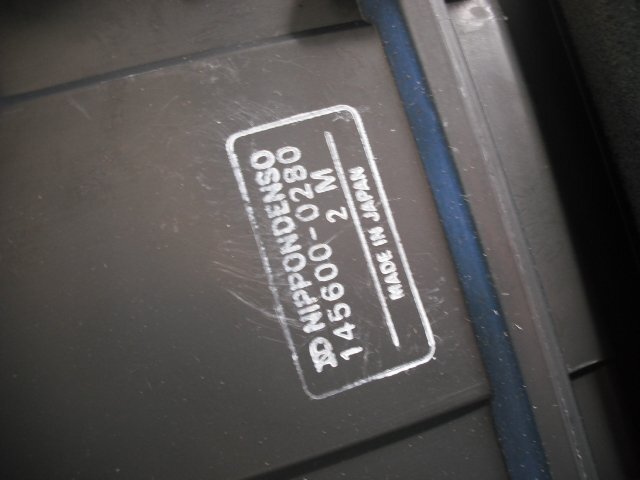 ND NIPPONDENSO
145600-0280
2 M
MADE IN JAPAN